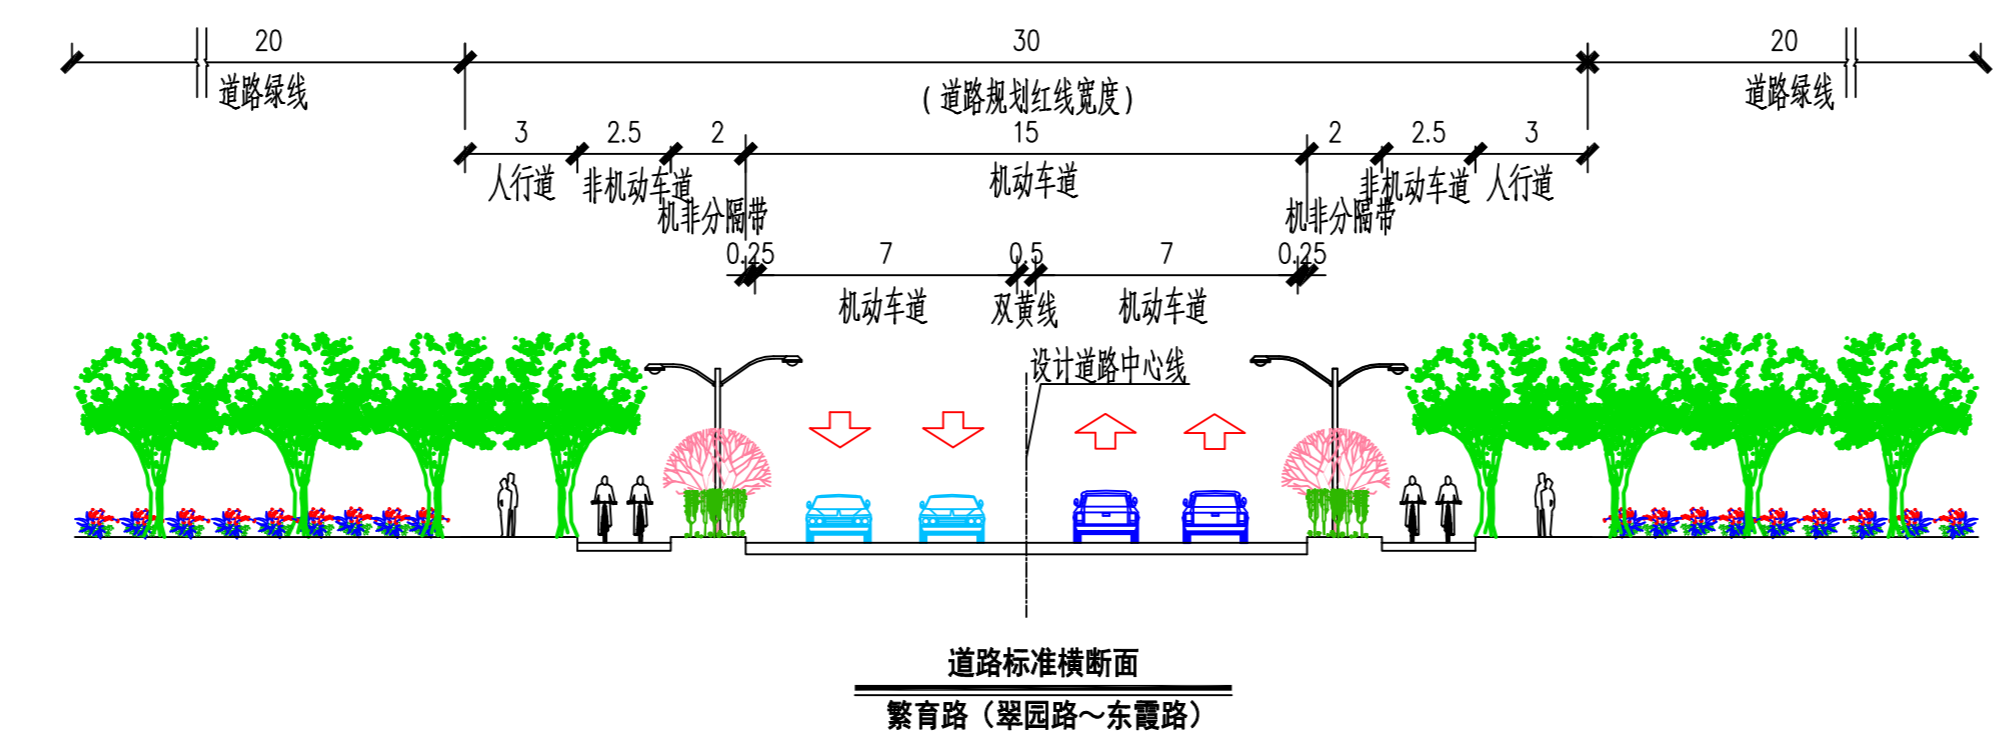 20 30 20
道路绿线 (道路规划红线宽度) 道路绿线
3 2.5 2 15 2 2.5 3
人行道 非机动车道 机动车道 非机动车道 人行道
机非分隔带 机非分隔带
0.25 7 0.5 7 0.25
机动车道 双黄线 机动车道
设计道路中心线
道路标准横断面
繁育路（翠园路～东霞路）